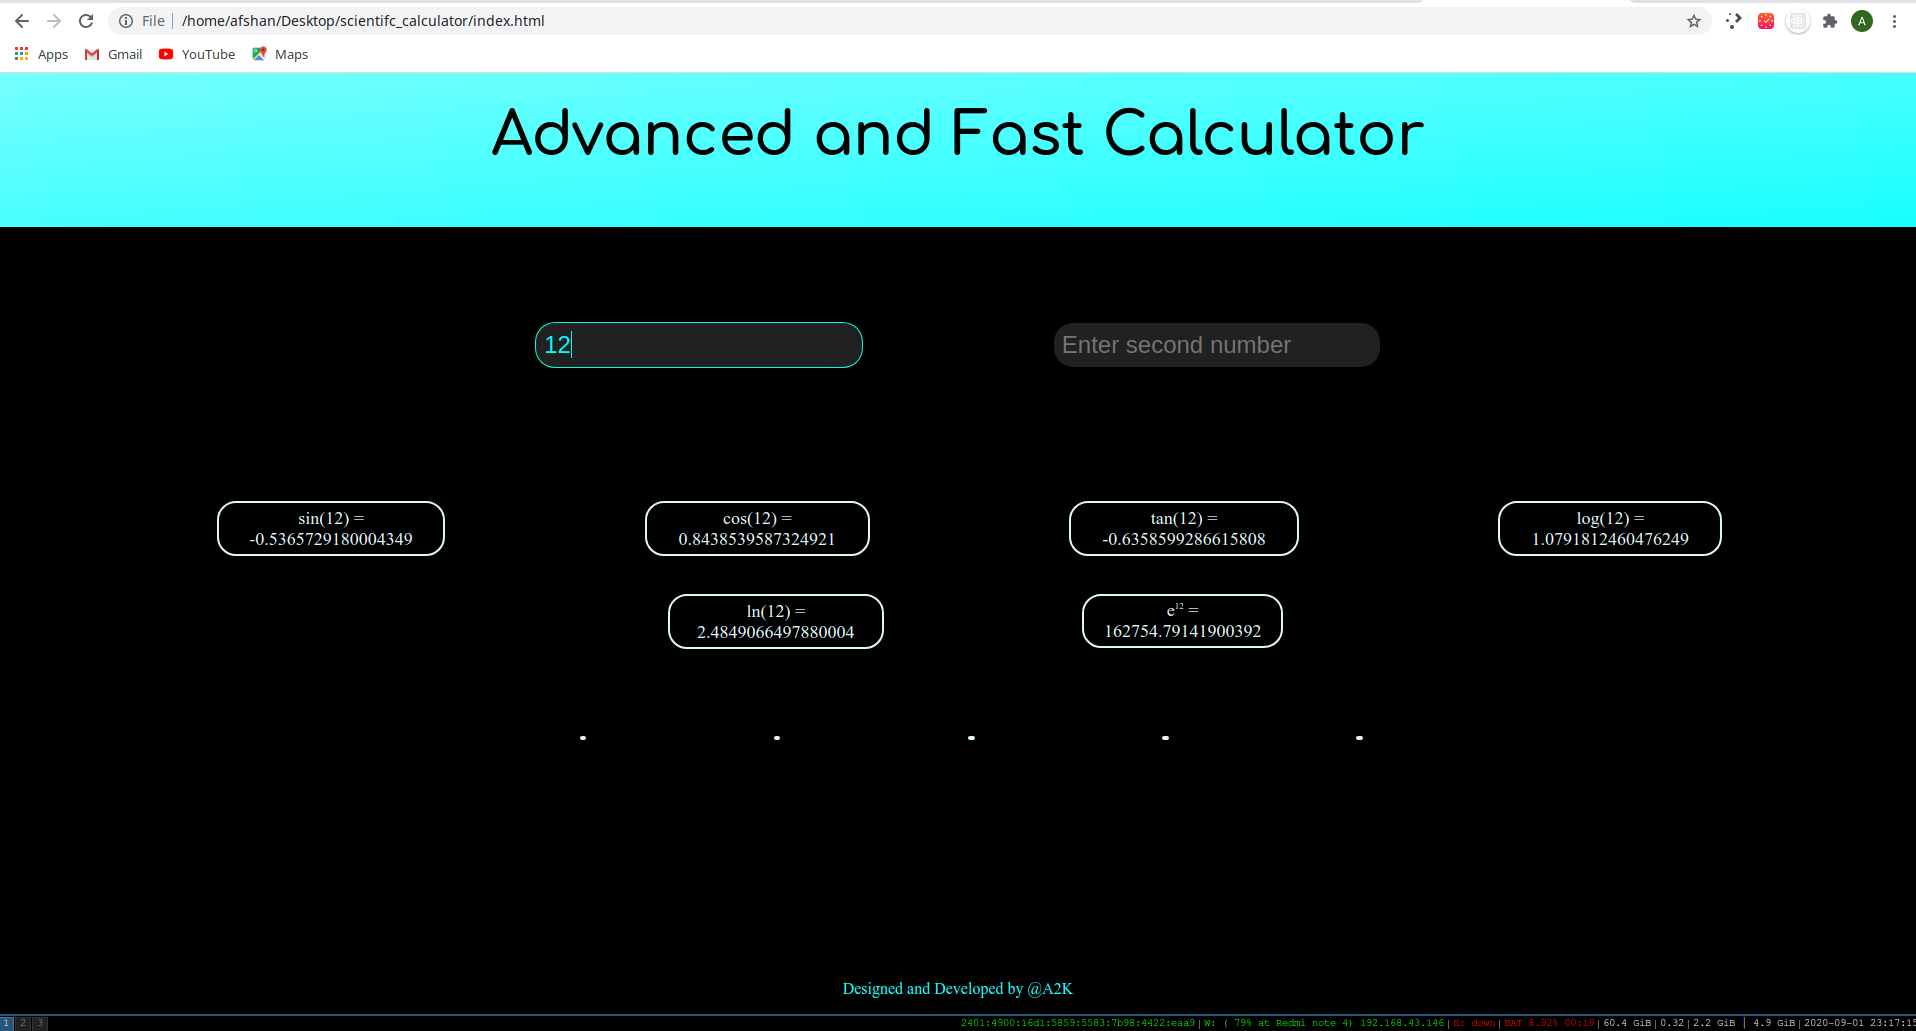 File /home/afshan/Desktop/scientifc_calculator/index.html
A
Apps Gmail YouTube Maps
Advanced and Fast Calculator
12 Enter second number
sin(12) =
-0.5365729180004349
cos(12) =
0.8438539587324921
tan(12) =
-0.6358599286615808
log(12) =
1.0791812460476249
ln(12) =
2.4849066497880004
e¹² =
162754.79141900392
Designed and Developed by @A2K
1 2 3 2401:4900:16d1:5859:5583:7b98:4422:eaa9|W: ( 79% at Redmi note 4) 192.168.43.146|E: down|BAT 8.92% 00:19|60.4 GiB|0.32|2.2 GiB | 4.9 GiB|2020-09-01 23:17:15